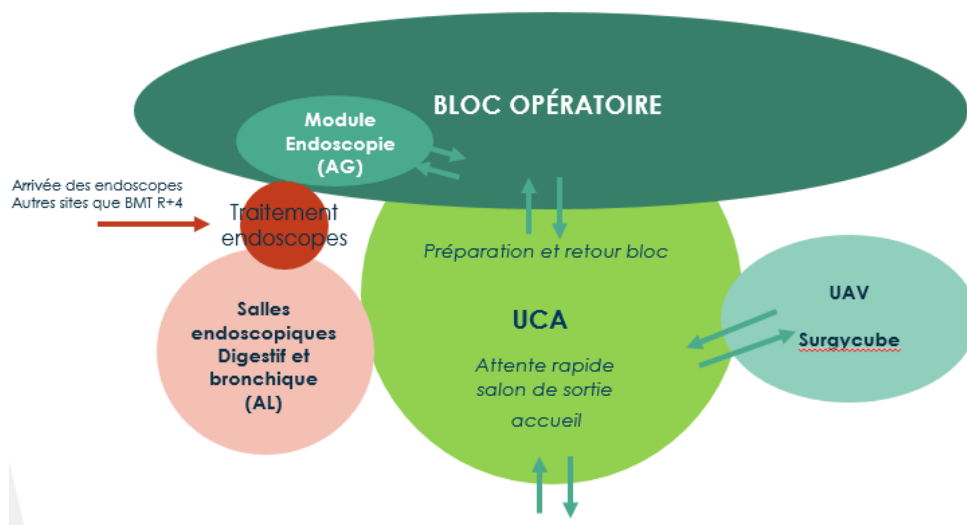 BLOC OPÉRATOIRE
Module
Endoscopie
(AG)
Arrivée des endoscopes
Autres sites que BMT R+4
Traitement
endoscopes
Préparation et retour bloc
Salles
endoscopiques
Digestif et
bronchique
(AL)
UCA
Attente rapide
salon de sortie
accueil
UAV
Surgycube